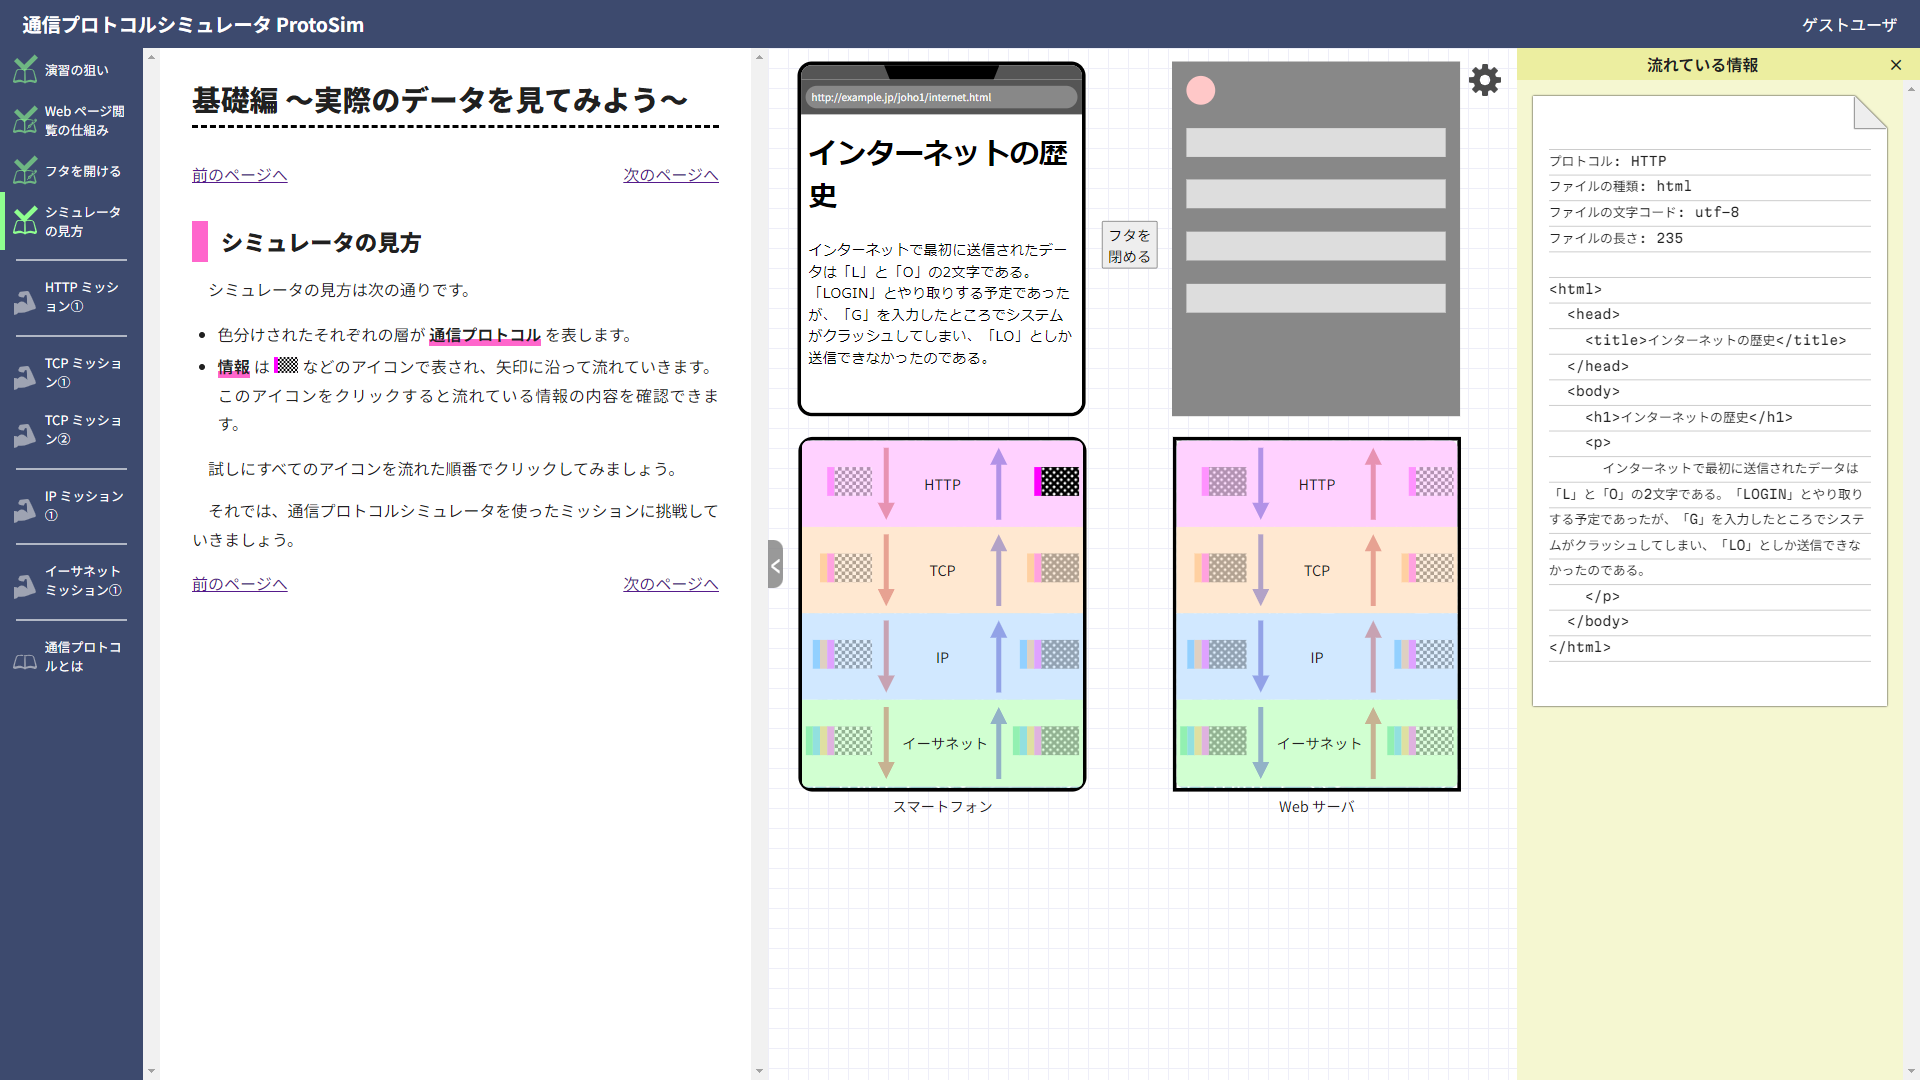 通信プロトコルシミュレータ ProtoSim
ゲストユーザ
演習の狙い
Web ページ閲
覧の仕組み
フタを開ける
シミュレータ
の見方
HTTP ミッシ
ョン①
TCP ミッショ
ン①
TCP ミッショ
ン②
IP ミッション
①
イーサネット
ミッション①
通信プロトコ
ルとは
基礎編 ～実際のデータを見てみよう～
前のページへ
次のページへ
シミュレータの見方
シミュレータの見方は次の通りです。
色分けされたそれぞれの層が 通信プロトコル を表します。
情報 は などのアイコンで表され、矢印に沿って流れていきます。
このアイコンをクリックすると流れている情報の内容を確認できま
す。
試しにすべてのアイコンを流れた順番でクリックしてみましょう。
それでは、通信プロトコルシミュレータを使ったミッションに挑戦して
いきましょう。
前のページへ
次のページへ
http://example.jp/joho1/internet.html
インターネットの歴
史
インターネットで最初に送信されたデー
タは「L」と「O」の2文字である。
「LOGIN」とやり取りする予定であった
が、「G」を入力したところでシステム
がクラッシュしてしまい、「LO」としか
送信できなかったのである。
フタを
閉める
HTTP
TCP
IP
イーサネット
スマートフォン
HTTP
TCP
IP
イーサネット
Web サーバ
流れている情報
プロトコル: HTTP
ファイルの種類: html
ファイルの文字コード: utf-8
ファイルの長さ: 235
<html>
<head>
<title>インターネットの歴史</title>
</head>
<body>
<h1>インターネットの歴史</h1>
<p>
インターネットで最初に送信されたデータは
「L」と「O」の2文字である。「LOGIN」とやり取り
する予定であったが、「G」を入力したところでシステ
ムがクラッシュしてしまい、「LO」としか送信できな
かったのである。
</p>
</body>
</html>